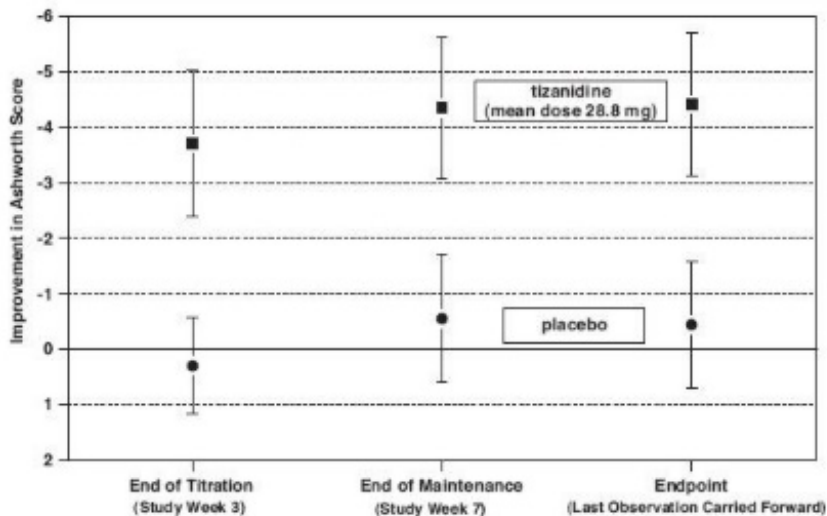 Improvement in Ashworth Score
-6
-5
-4
-3
-2
-1
0
1
2
tizanidine
(mean dose 28.8 mg)
placebo
End of Titration
(Study Week 3)
End of Maintenance
(Study Week 7)
Endpoint
(Last Observation Carried Forward)